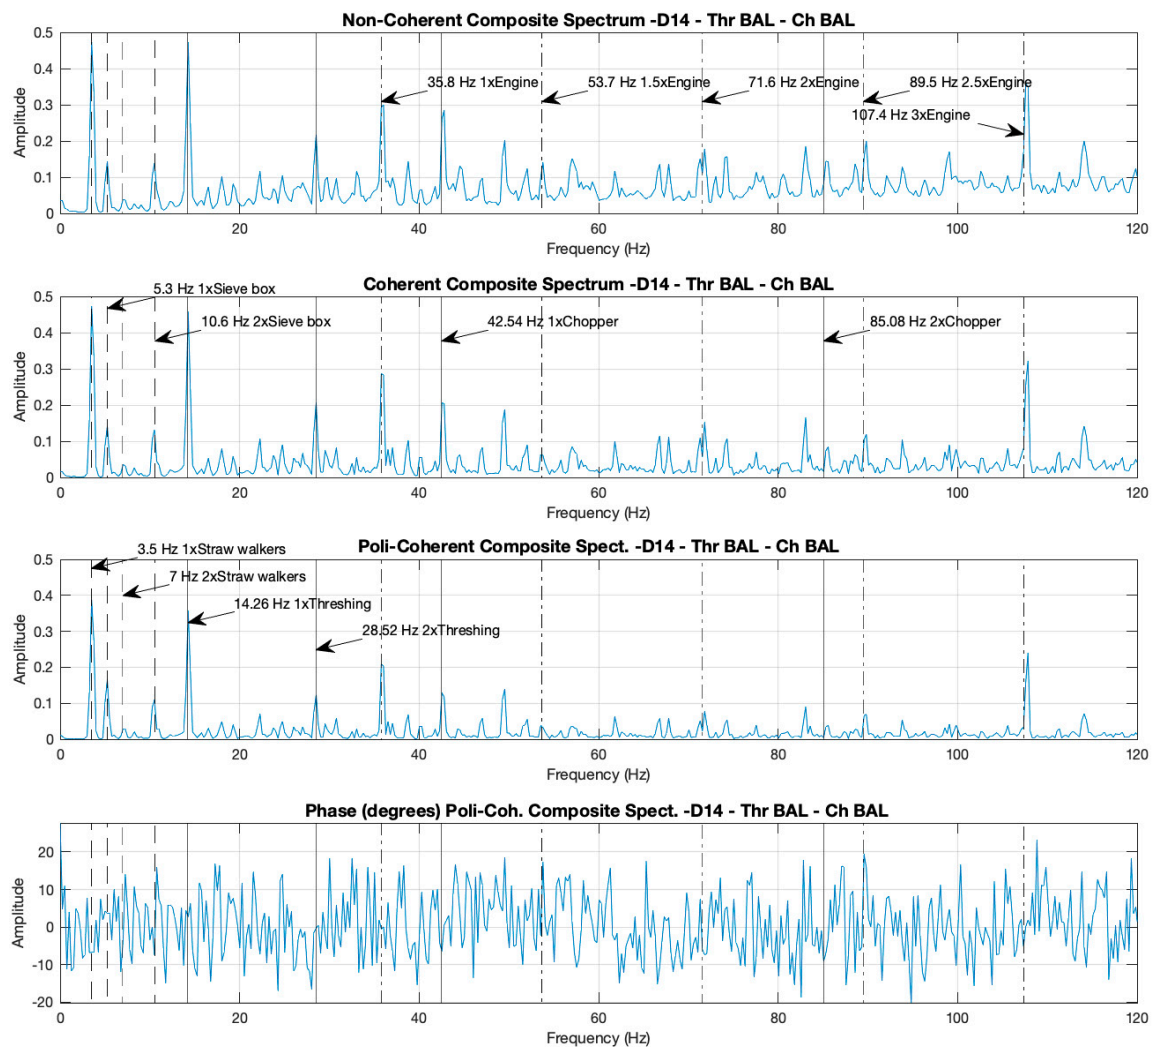 Non-Coherent Composite Spectrum -D14 - Thr BAL - Ch BAL
0.5
0.4
0.3
0.2
0.1
0
Amplitude
35.8 Hz 1xEngine
53.7 Hz 1.5xEngine
71.6 Hz 2xEngine
89.5 Hz 2.5xEngine
107.4 Hz 3xEngine
0 20 40 60 80 100 120
Frequency (Hz)
Coherent Composite Spectrum -D14 - Thr BAL - Ch BAL
0.5
0.4
0.3
0.2
0.1
0
Amplitude
5.3 Hz 1xSieve box
10.6 Hz 2xSieve box
42.54 Hz 1xChopper
85.08 Hz 2xChopper
0 20 40 60 80 100 120
Frequency (Hz)
Poli-Coherent Composite Spect. -D14 - Thr BAL - Ch BAL
0.5
0.4
0.3
0.2
0.1
0
Amplitude
3.5 Hz 1xStraw walkers
7 Hz 2xStraw walkers
14.26 Hz 1xThreshing
28.52 Hz 2xThreshing
0 20 40 60 80 100 120
Frequency (Hz)
Phase (degrees) Poli-Coh. Composite Spect. -D14 - Thr BAL - Ch BAL
20
10
0
-10
-20
Amplitude
0 20 40 60 80 100 120
Frequency (Hz)